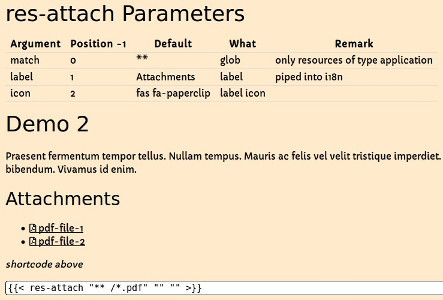 res-attach Parameters
Argument Position -1 Default What Remark
match 0 ** glob only resources of type application
label 1 Attachments label piped into i18n
icon 2 fas fa-paperclip label icon
Demo 2
Praesent fermentum tempor tellus. Nullam tempus. Mauris ac felis vel velit tristique imperdiet.
bibendum. Vivamus id enim.
Attachments
• pdf-file-1
• pdf-file-2
shortcode above
{{< res-attach "** /*.pdf" "" "" >}}